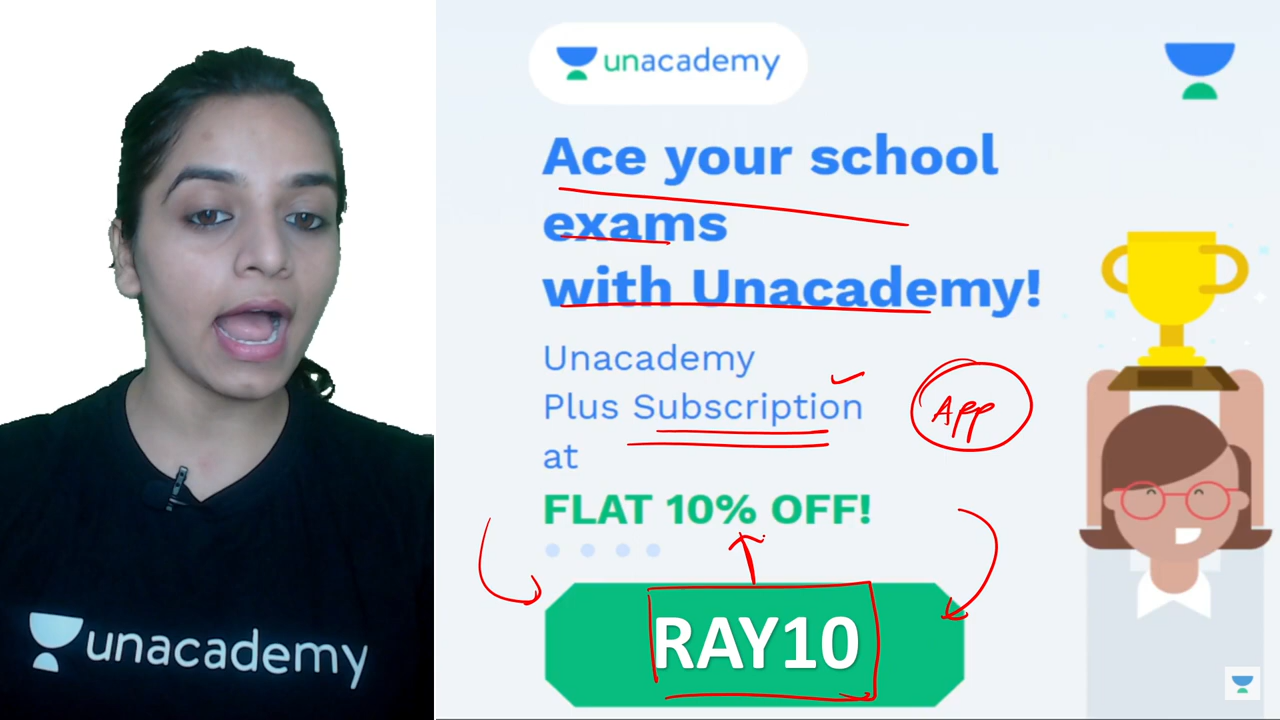 unacademy
Ace your school
exams
with Unacademy!
Unacademy
Plus Subscription
App
at
FLAT 10% OFF!
RAY10
unacademy